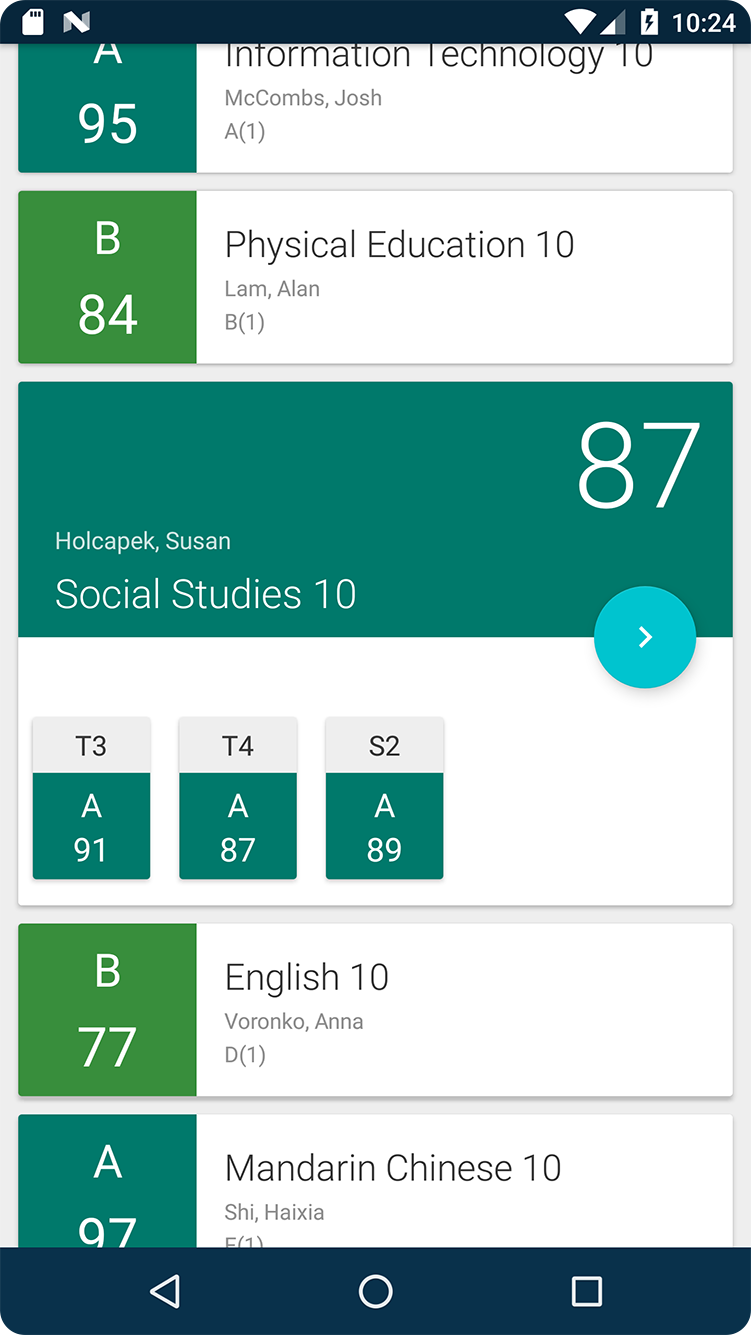 10:24
A
Information Technology 10
McCombs, Josh
95
A(1)
B
Physical Education 10
Lam, Alan
84
B(1)
87
Holcapek, Susan
Social Studies 10
T3 T4 S2
A A A
91 87 89
B
English 10
Voronko, Anna
77
D(1)
A
Mandarin Chinese 10
Shi, Haixia
97